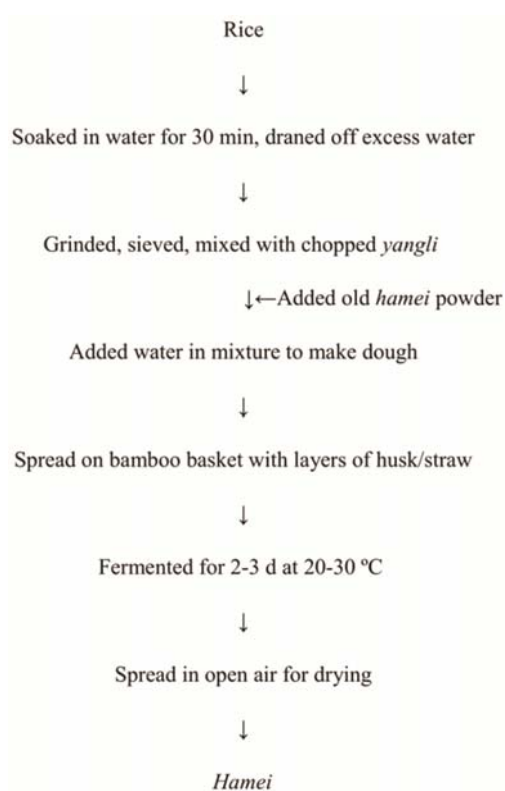 Rice
↓
Soaked in water for 30 min, draned off excess water
↓
Grinded, sieved, mixed with chopped yangli
↓←Added old hamei powder
Added water in mixture to make dough
↓
Spread on bamboo basket with layers of husk/straw
↓
Fermented for 2-3 d at 20-30 ºC
↓
Spread in open air for drying
↓
Hamei